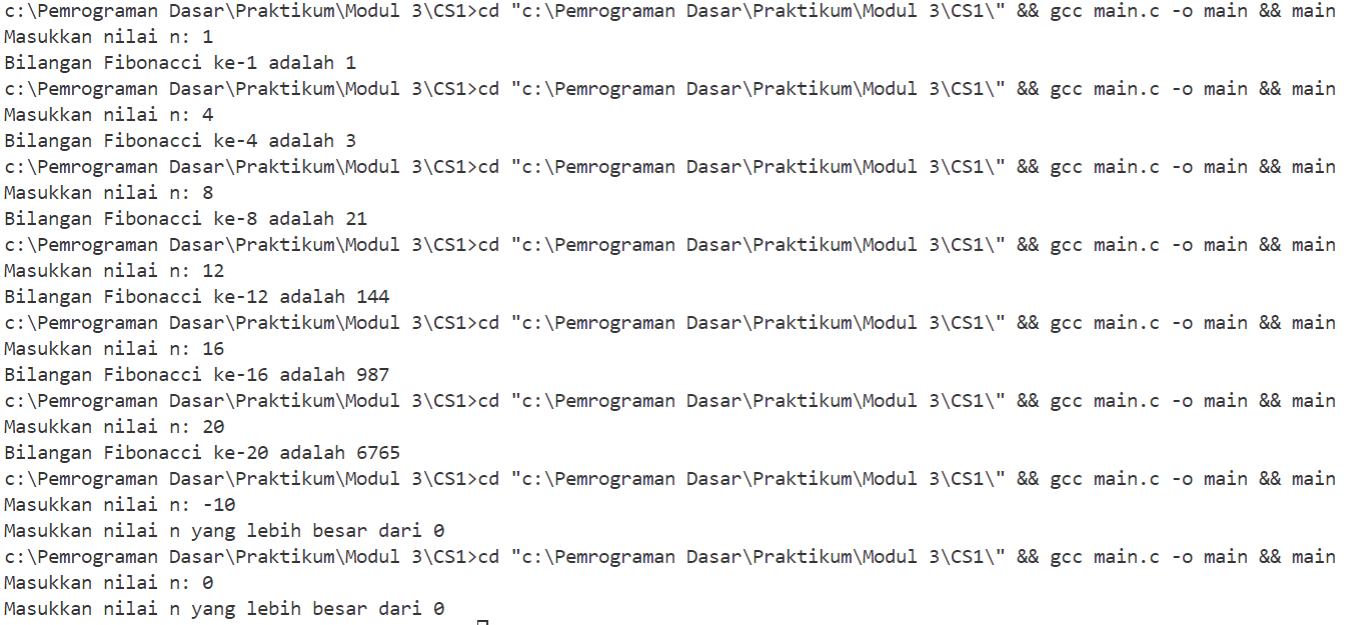 c:\Pemrograman Dasar\Praktikum\Modul 3\CS1>cd "c:\Pemrograman Dasar\Praktikum\Modul 3\CS1\" && gcc main.c -o main && main
Masukkan nilai n: 1
Bilangan Fibonacci ke-1 adalah 1
c:\Pemrograman Dasar\Praktikum\Modul 3\CS1>cd "c:\Pemrograman Dasar\Praktikum\Modul 3\CS1\" && gcc main.c -o main && main
Masukkan nilai n: 4
Bilangan Fibonacci ke-4 adalah 3
c:\Pemrograman Dasar\Praktikum\Modul 3\CS1>cd "c:\Pemrograman Dasar\Praktikum\Modul 3\CS1\" && gcc main.c -o main && main
Masukkan nilai n: 8
Bilangan Fibonacci ke-8 adalah 21
c:\Pemrograman Dasar\Praktikum\Modul 3\CS1>cd "c:\Pemrograman Dasar\Praktikum\Modul 3\CS1\" && gcc main.c -o main && main
Masukkan nilai n: 12
Bilangan Fibonacci ke-12 adalah 144
c:\Pemrograman Dasar\Praktikum\Modul 3\CS1>cd "c:\Pemrograman Dasar\Praktikum\Modul 3\CS1\" && gcc main.c -o main && main
Masukkan nilai n: 16
Bilangan Fibonacci ke-16 adalah 987
c:\Pemrograman Dasar\Praktikum\Modul 3\CS1>cd "c:\Pemrograman Dasar\Praktikum\Modul 3\CS1\" && gcc main.c -o main && main
Masukkan nilai n: 20
Bilangan Fibonacci ke-20 adalah 6765
c:\Pemrograman Dasar\Praktikum\Modul 3\CS1>cd "c:\Pemrograman Dasar\Praktikum\Modul 3\CS1\" && gcc main.c -o main && main
Masukkan nilai n: -10
Masukkan nilai n yang lebih besar dari 0
c:\Pemrograman Dasar\Praktikum\Modul 3\CS1>cd "c:\Pemrograman Dasar\Praktikum\Modul 3\CS1\" && gcc main.c -o main && main
Masukkan nilai n: 0
Masukkan nilai n yang lebih besar dari 0